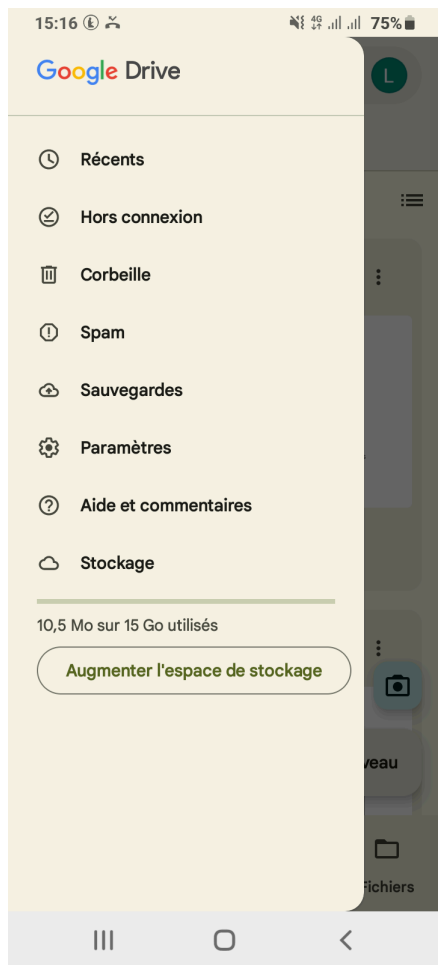 15:16 4G 75%
Google Drive
L
Récents
Hors connexion
Corbeille
Spam
Sauvegardes
Paramètres
Aide et commentaires
Stockage
10,5 Mo sur 15 Go utilisés
Augmenter l'espace de stockage
veau
Fichiers